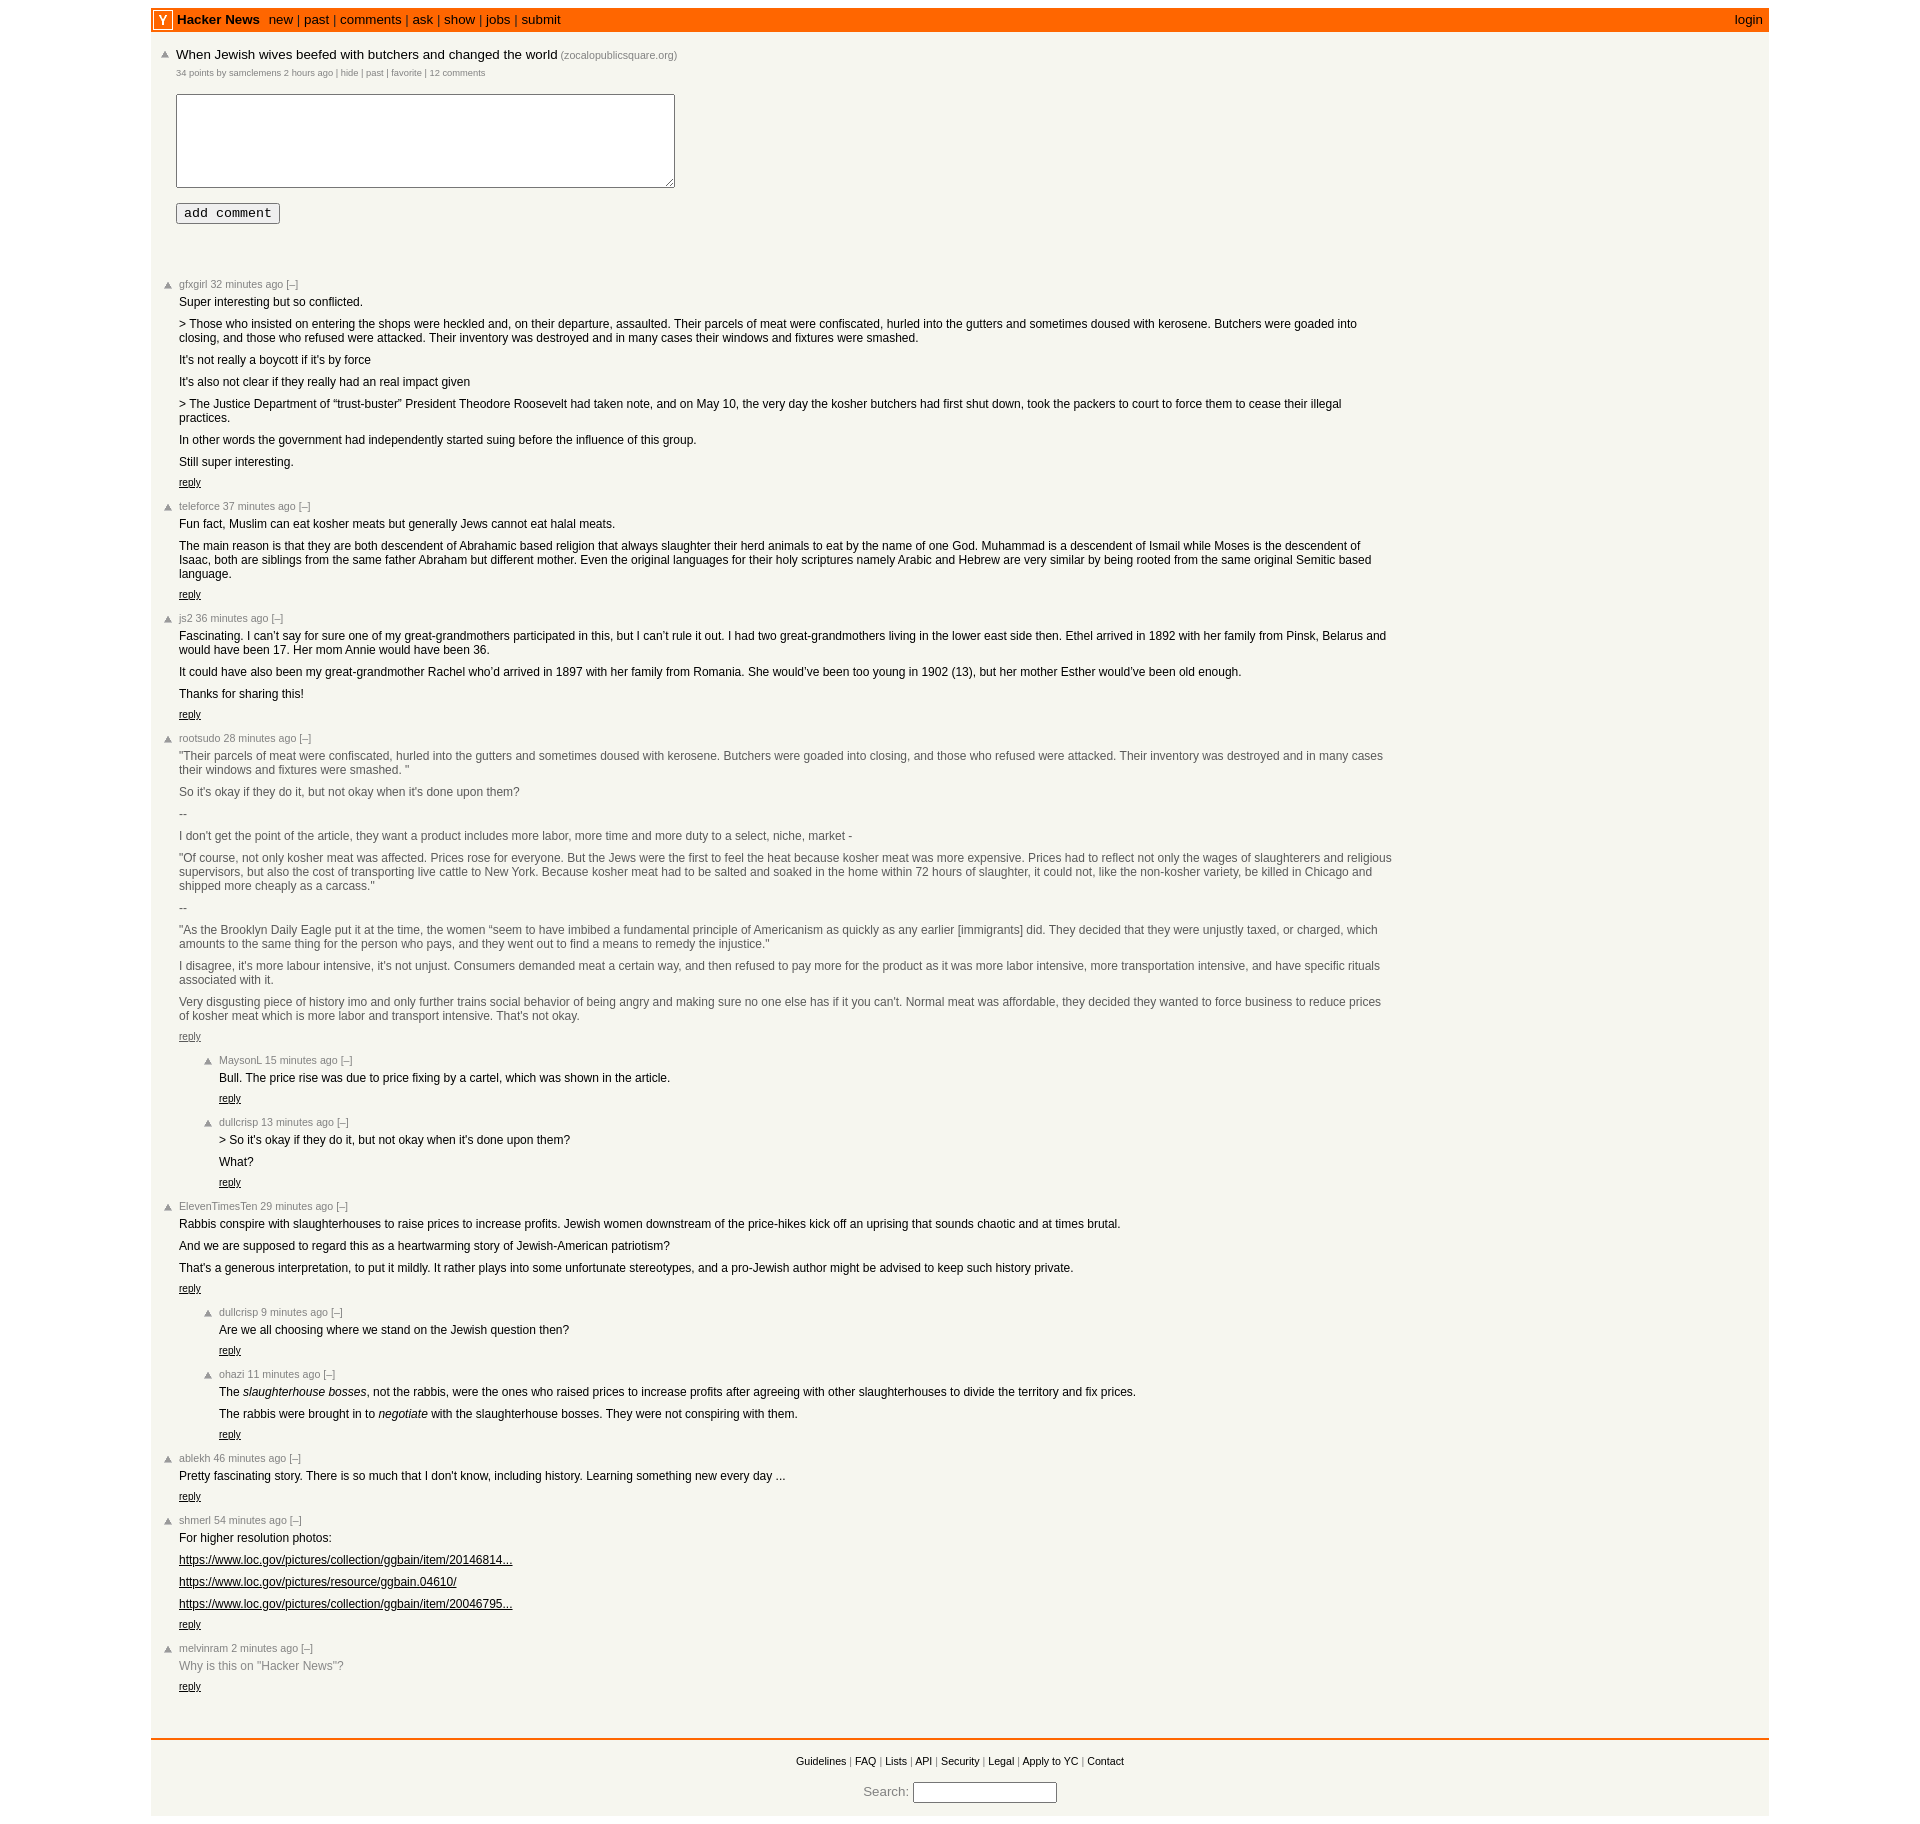 Y Hacker News new | past | comments | ask | show | jobs | submit login
When Jewish wives beefed with butchers and changed the world (zocalopublicsquare.org)
34 points by samclemens 2 hours ago | hide | past | favorite | 12 comments
add comment
gfxgirl 32 minutes ago [–]
Super interesting but so conflicted.
> Those who insisted on entering the shops were heckled and, on their departure, assaulted. Their parcels of meat were confiscated, hurled into the gutters and sometimes doused with kerosene. Butchers were goaded into
closing, and those who refused were attacked. Their inventory was destroyed and in many cases their windows and fixtures were smashed.
It's not really a boycott if it's by force
It's also not clear if they really had an real impact given
> The Justice Department of “trust-buster” President Theodore Roosevelt had taken note, and on May 10, the very day the kosher butchers had first shut down, took the packers to court to force them to cease their illegal
practices.
In other words the government had independently started suing before the influence of this group.
Still super interesting.
reply
teleforce 37 minutes ago [–]
Fun fact, Muslim can eat kosher meats but generally Jews cannot eat halal meats.
The main reason is that they are both descendent of Abrahamic based religion that always slaughter their herd animals to eat by the name of one God. Muhammad is a descendent of Ismail while Moses is the descendent of
Isaac, both are siblings from the same father Abraham but different mother. Even the original languages for their holy scriptures namely Arabic and Hebrew are very similar by being rooted from the same original Semitic based
language.
reply
js2 36 minutes ago [–]
Fascinating. I can’t say for sure one of my great-grandmothers participated in this, but I can’t rule it out. I had two great-grandmothers living in the lower east side then. Ethel arrived in 1892 with her family from Pinsk, Belarus and
would have been 17. Her mom Annie would have been 36.
It could have also been my great-grandmother Rachel who’d arrived in 1897 with her family from Romania. She would’ve been too young in 1902 (13), but her mother Esther would’ve been old enough.
Thanks for sharing this!
reply
rootsudo 28 minutes ago [–]
"Their parcels of meat were confiscated, hurled into the gutters and sometimes doused with kerosene. Butchers were goaded into closing, and those who refused were attacked. Their inventory was destroyed and in many cases
their windows and fixtures were smashed. "
So it's okay if they do it, but not okay when it's done upon them?
--
I don't get the point of the article, they want a product includes more labor, more time and more duty to a select, niche, market -
"Of course, not only kosher meat was affected. Prices rose for everyone. But the Jews were the first to feel the heat because kosher meat was more expensive. Prices had to reflect not only the wages of slaughterers and religious
supervisors, but also the cost of transporting live cattle to New York. Because kosher meat had to be salted and soaked in the home within 72 hours of slaughter, it could not, like the non-kosher variety, be killed in Chicago and
shipped more cheaply as a carcass."
--
"As the Brooklyn Daily Eagle put it at the time, the women “seem to have imbibed a fundamental principle of Americanism as quickly as any earlier [immigrants] did. They decided that they were unjustly taxed, or charged, which
amounts to the same thing for the person who pays, and they went out to find a means to remedy the injustice."
I disagree, it's more labour intensive, it's not unjust. Consumers demanded meat a certain way, and then refused to pay more for the product as it was more labor intensive, more transportation intensive, and have specific rituals
associated with it.
Very disgusting piece of history imo and only further trains social behavior of being angry and making sure no one else has if it you can't. Normal meat was affordable, they decided they wanted to force business to reduce prices
of kosher meat which is more labor and transport intensive. That's not okay.
reply
MaysonL 15 minutes ago [–]
Bull. The price rise was due to price fixing by a cartel, which was shown in the article.
reply
dullcrisp 13 minutes ago [–]
> So it's okay if they do it, but not okay when it's done upon them?
What?
reply
ElevenTimesTen 29 minutes ago [–]
Rabbis conspire with slaughterhouses to raise prices to increase profits. Jewish women downstream of the price-hikes kick off an uprising that sounds chaotic and at times brutal.
And we are supposed to regard this as a heartwarming story of Jewish-American patriotism?
That's a generous interpretation, to put it mildly. It rather plays into some unfortunate stereotypes, and a pro-Jewish author might be advised to keep such history private.
reply
dullcrisp 9 minutes ago [–]
Are we all choosing where we stand on the Jewish question then?
reply
ohazi 11 minutes ago [–]
The slaughterhouse bosses, not the rabbis, were the ones who raised prices to increase profits after agreeing with other slaughterhouses to divide the territory and fix prices.
The rabbis were brought in to negotiate with the slaughterhouse bosses. They were not conspiring with them.
reply
ablekh 46 minutes ago [–]
Pretty fascinating story. There is so much that I don't know, including history. Learning something new every day ...
reply
shmerl 54 minutes ago [–]
For higher resolution photos:
https://www.loc.gov/pictures/collection/ggbain/item/20146814...
https://www.loc.gov/pictures/resource/ggbain.04610/
https://www.loc.gov/pictures/collection/ggbain/item/20046795...
reply
melvinram 2 minutes ago [–]
Why is this on "Hacker News"?
reply
Guidelines | FAQ | Lists | API | Security | Legal | Apply to YC | Contact
Search: